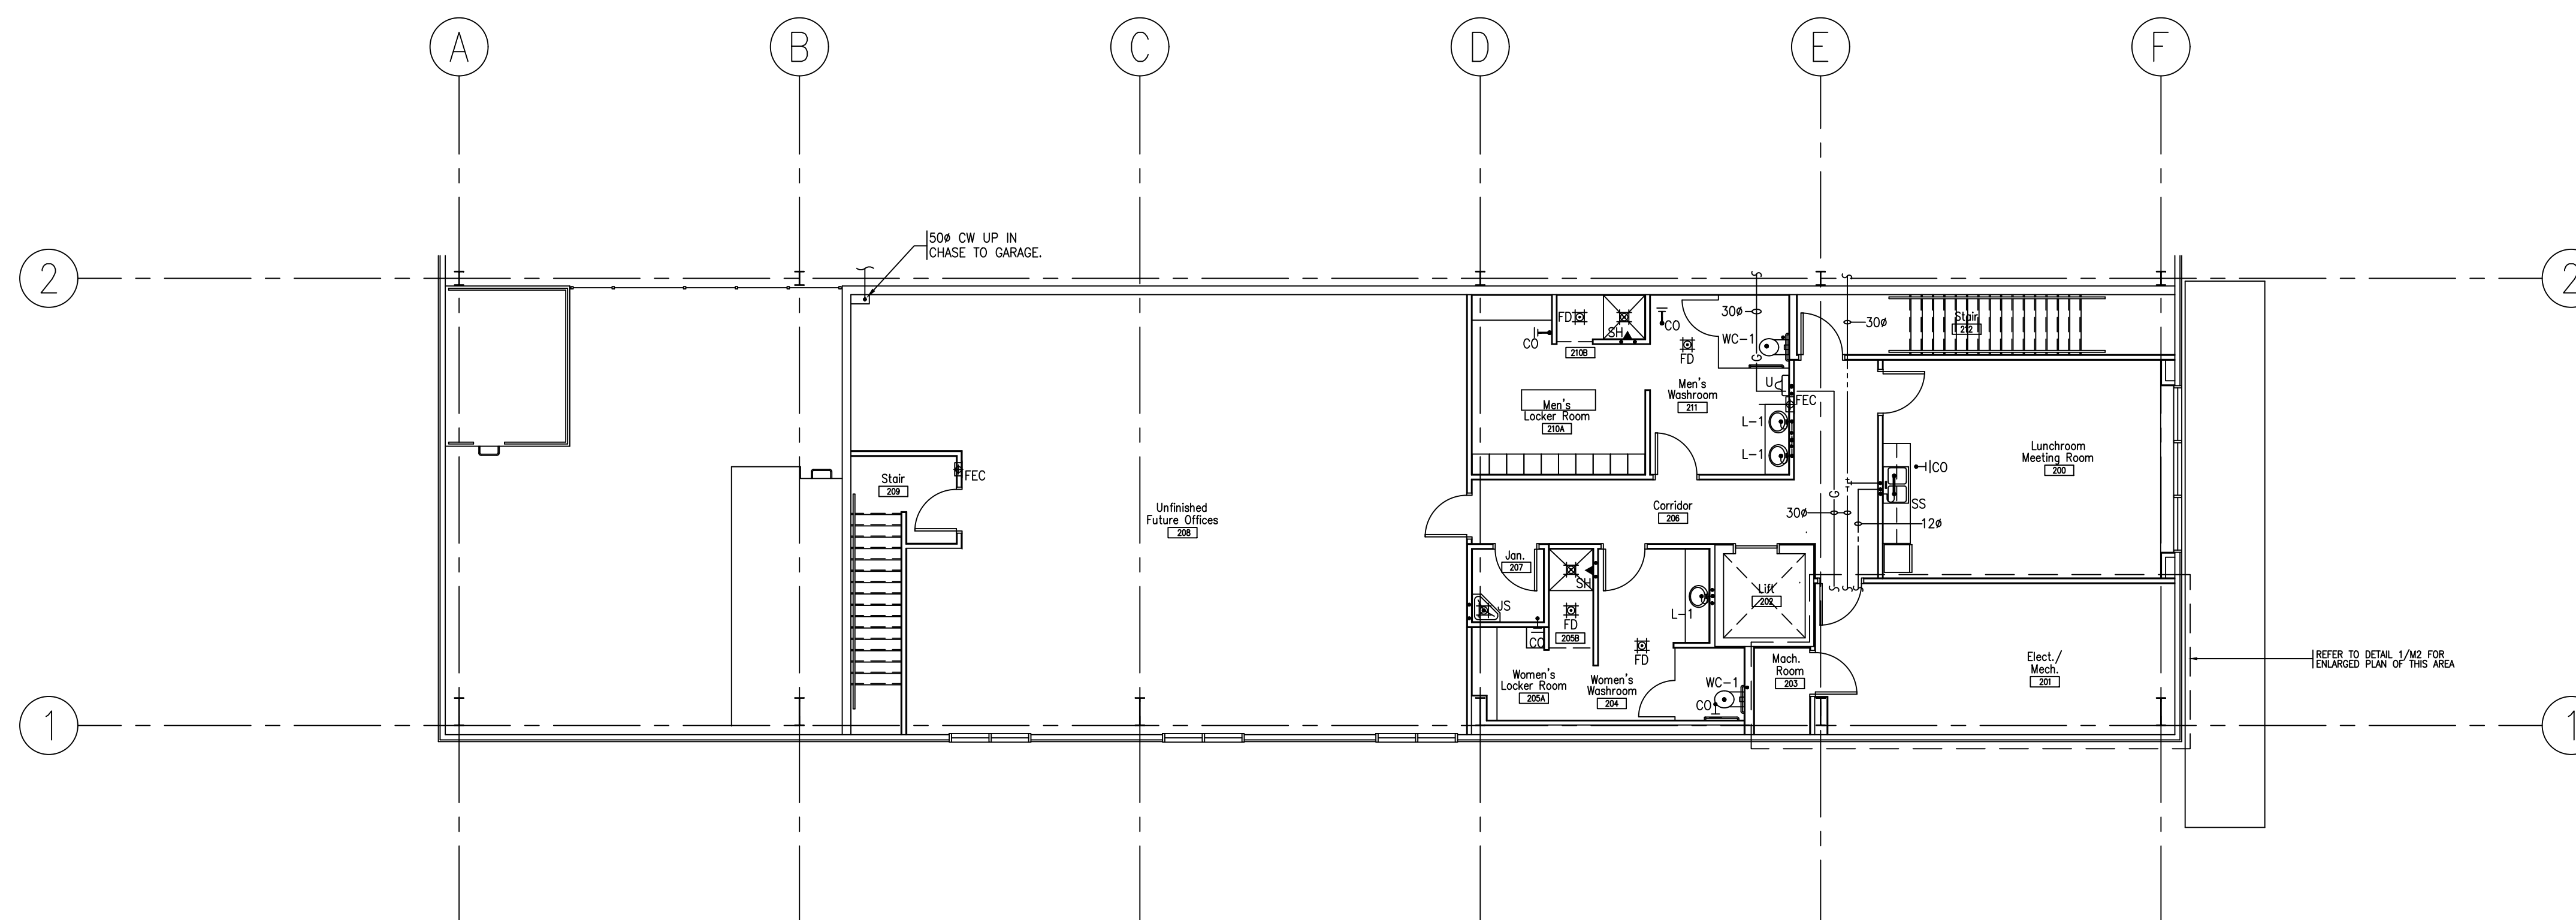 A
B
C
D
E
F
50ø CW UP IN
CHASE TO GARAGE.
2
2
FD
SH
CO
30ø
30ø
Stair
212
CO
210B
FD
WC-1
G
Men's
Washroom
211
U
FEC
Men's
Locker Room
210A
L-1
L-1
Lunchroom
Meeting Room
200
CO
Stair
209
FEC
G
SS
Unfinished
Future Offices
208
Corridor
206
30ø
12ø
Jan.
207
SH
Lift
202
JS
L-1
FD
205B
CO
FD
Mach.
Room
203
Elect./
Mech.
201
REFER TO DETAIL 1/M2 FOR
ENLARGED PLAN OF THIS AREA
Women's
Locker Room
205A
Women's
Washroom
204
WC-1
CO
1
1